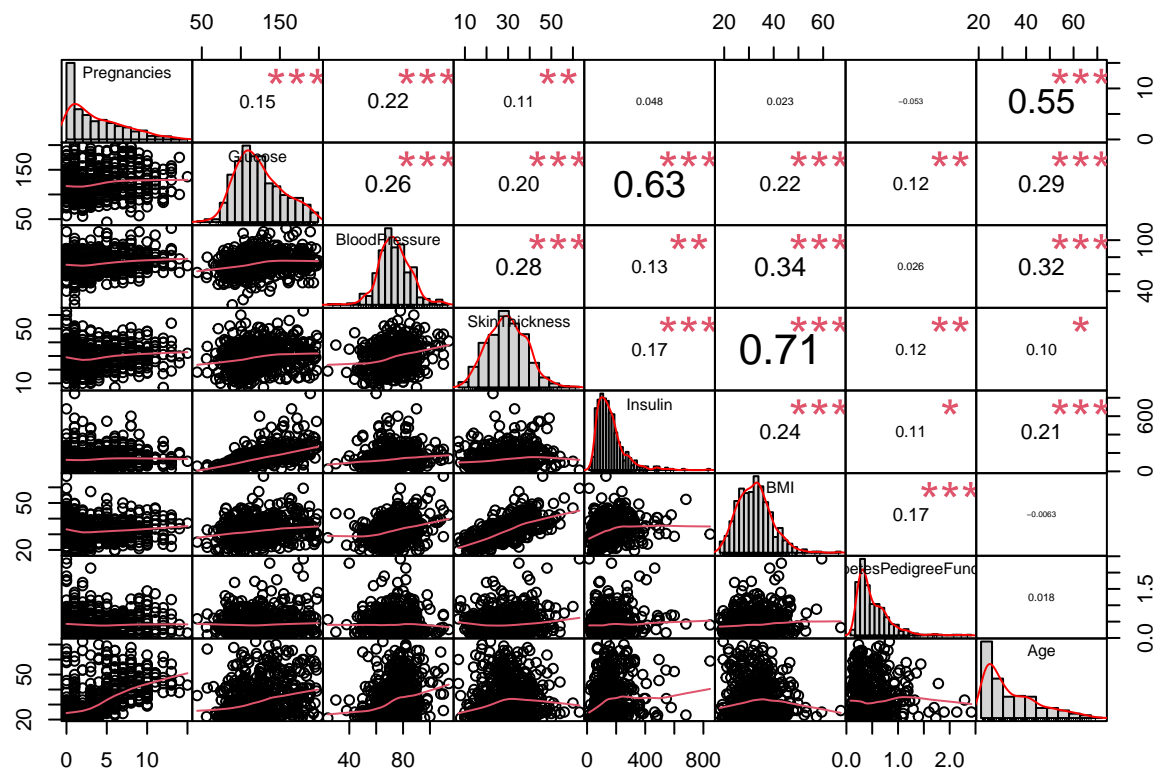 50 150 10 30 50 20 40 60 20 40 60
Pregnancies *** 0.15 *** 0.22 ** 0.11 0.048 0.023 −0.053 *** 0.55 0 10
50 150 Glucose *** 0.26 *** 0.20 *** 0.63 *** 0.22 ** 0.12 *** 0.29
BloodPressure *** 0.28 ** 0.13 *** 0.34 0.026 *** 0.32 40 100
10 50 SkinThickness *** 0.17 *** 0.71 ** 0.12 * 0.10
Insulin *** 0.24 * 0.11 *** 0.21 0 600
20 50 BMI *** 0.17 −0.0063
betesPedigreeFunc 0.018 0.0 1.5
20 50 Age
0 5 10 40 80 0 400 800 0.0 1.0 2.0